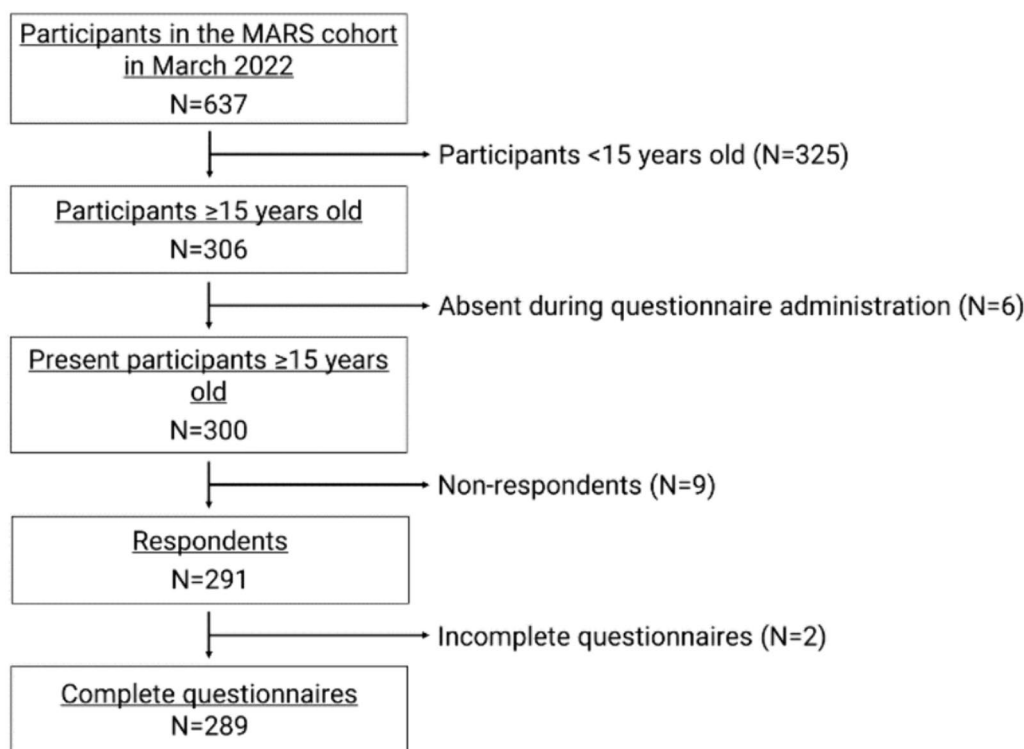 Participants in the MARS cohort
in March 2022
N=637
Participants <15 years old (N=325)
Participants ≥15 years old
N=306
Absent during questionnaire administration (N=6)
Present participants ≥15 years
old
N=300
Non-respondents (N=9)
Respondents
N=291
Incomplete questionnaires (N=2)
Complete questionnaires
N=289